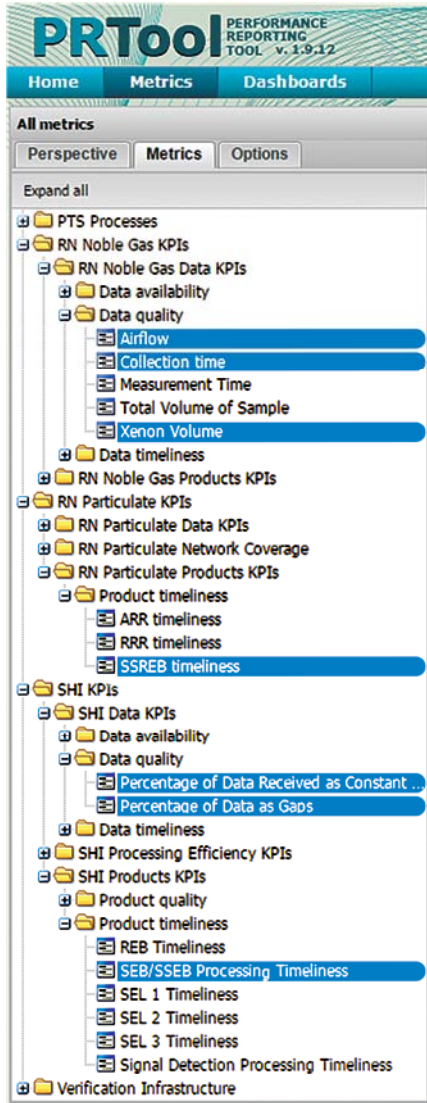 PRTool PERFORMANCE
REPORTING
TOOL v. 1.9.12
Home Metrics Dashboards
All metrics
Perspective Metrics Options
Expand all
PTS Processes
RN Noble Gas KPIs
RN Noble Gas Data KPIs
Data availability
Data quality
Airflow
Collection time
Measurement Time
Total Volume of Sample
Xenon Volume
Data timeliness
RN Noble Gas Products KPIs
RN Particulate KPIs
RN Particulate Data KPIs
RN Particulate Network Coverage
RN Particulate Products KPIs
Product timeliness
ARR timeliness
RRR timeliness
SSREB timeliness
SHI KPIs
SHI Data KPIs
Data availability
Data quality
Percentage of Data Received as Constant ...
Percentage of Data as Gaps
Data timeliness
SHI Processing Efficiency KPIs
SHI Products KPIs
Product quality
Product timeliness
REB Timeliness
SEB/SSEB Processing Timeliness
SEL 1 Timeliness
SEL 2 Timeliness
SEL 3 Timeliness
Signal Detection Processing Timeliness
Verification Infrastructure